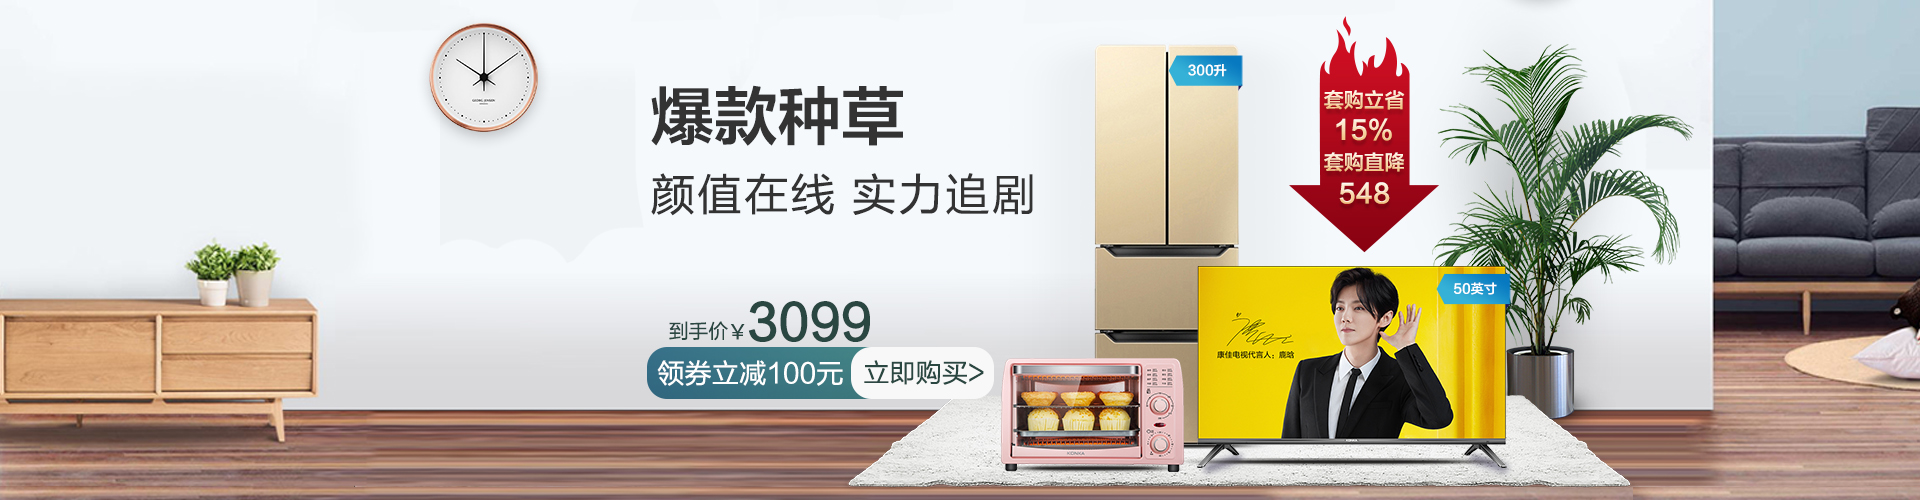 爆款种草
颜值在线 实力追剧
到手价￥3099
领券立减100元 立即购买>
300升
套购立省
15%
套购直降
548
50英寸
康佳电视代言人：鹿晗
KONKA